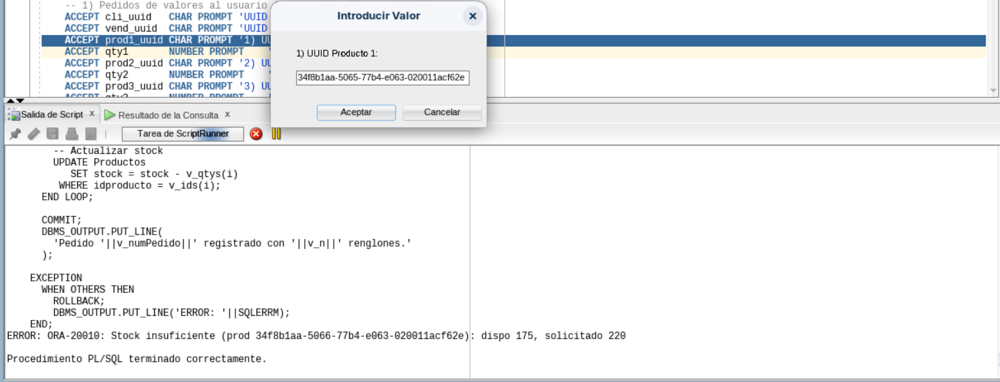 -- 1) Pedidos de valores al usuario
ACCEPT cli_uuid   CHAR PROMPT 'UUID
ACCEPT vend_uuid  CHAR PROMPT 'UUID
ACCEPT prod1_uuid CHAR PROMPT '1) UU
ACCEPT qty1       NUMBER PROMPT    '
ACCEPT prod2_uuid CHAR PROMPT '2) UU
ACCEPT qty2       NUMBER PROMPT    '
ACCEPT prod3_uuid CHAR PROMPT '3) UU
Introducir Valor
1) UUID Producto 1:
34f8b1aa-5065-77b4-e063-020011acf62e
Aceptar Cancelar
Salida de Script x Resultado de la Consulta x
Tarea de ScriptRunner
-- Actualizar stock
UPDATE Productos
SET stock = stock - v_qtys(i)
WHERE idproducto = v_ids(i);
END LOOP;
COMMIT;
DBMS_OUTPUT.PUT_LINE(
'Pedido '||v_numPedido||' registrado con '||v_n||' renglones.'
);
EXCEPTION
WHEN OTHERS THEN
ROLLBACK;
DBMS_OUTPUT.PUT_LINE('ERROR: '||SQLERRM);
END;
ERROR: ORA-20010: Stock insuficiente (prod 34f8b1aa-5066-77b4-e063-020011acf62e): dispo 175, solicitado 220
Procedimiento PL/SQL terminado correctamente.